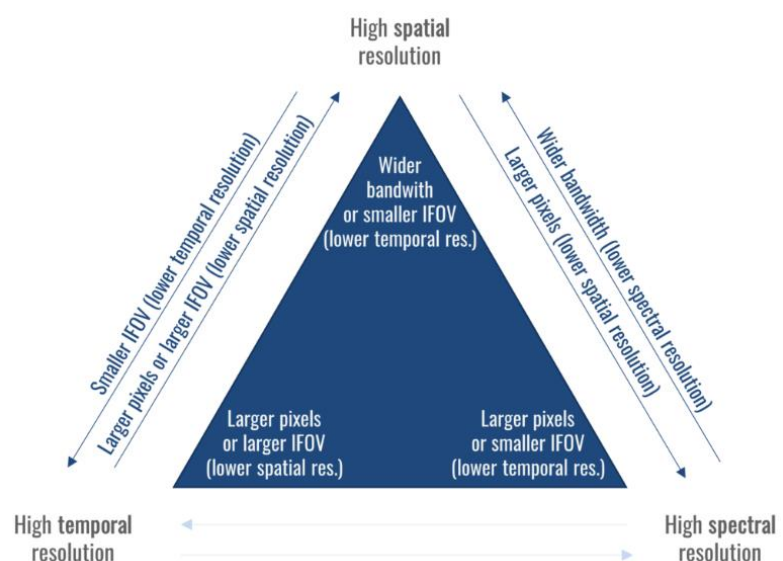 High spatial
resolution
Smaller IFOV (lower temporal resolution)
Larger pixels or larger IFOV (lower spatial resolution)
Wider
bandwith
or smaller IFOV
(lower temporal res.)
Wider bandwidth (lower spectral resolution)
Larger pixels (lower spatial resolution)
Larger pixels
or larger IFOV
(lower spatial res.)
Larger pixels
or smaller IFOV
(lower temporal res.)
High temporal
resolution
High spectral
resolution